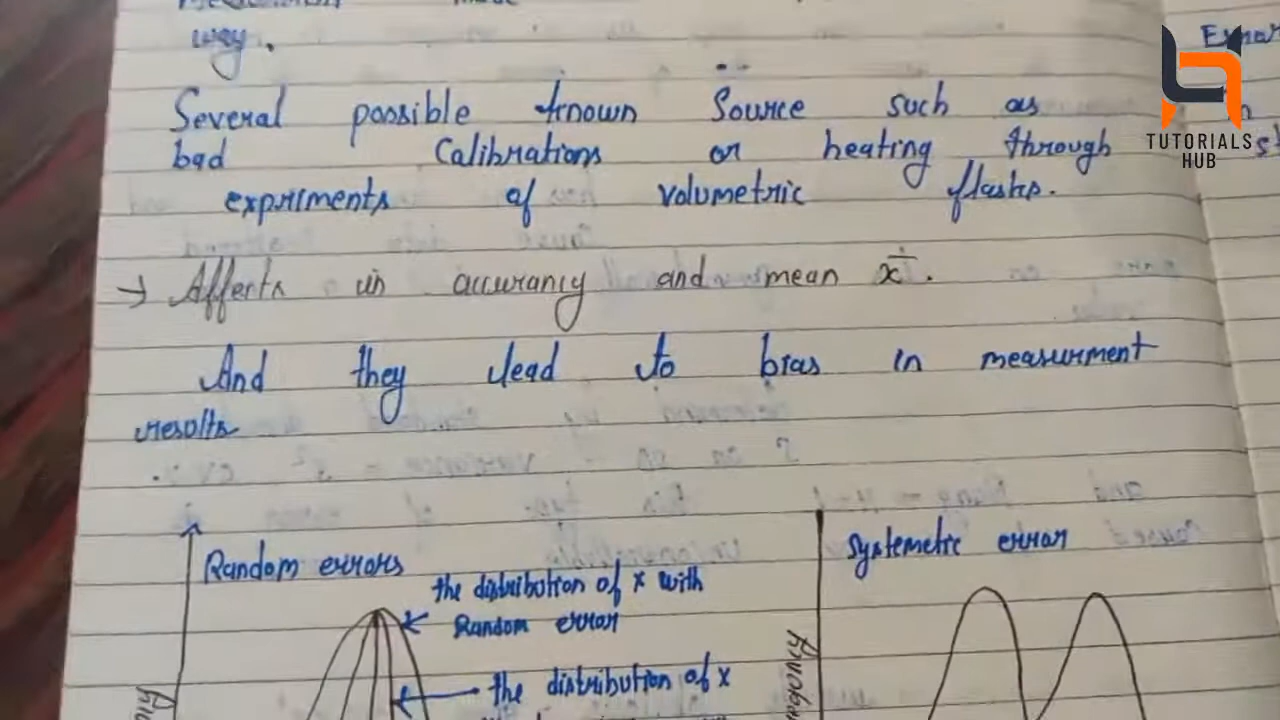 way.
Several possible known Source such as
bad Calibrations or heating through
expriments of volumetric flasks.
→ Affents in accurancy and mean x̄.
And they lead to bias in measurment
results
Random errors
the distribution of x with
Random error
the distribution of x
Systemetic error
TUTORIALS
HUB